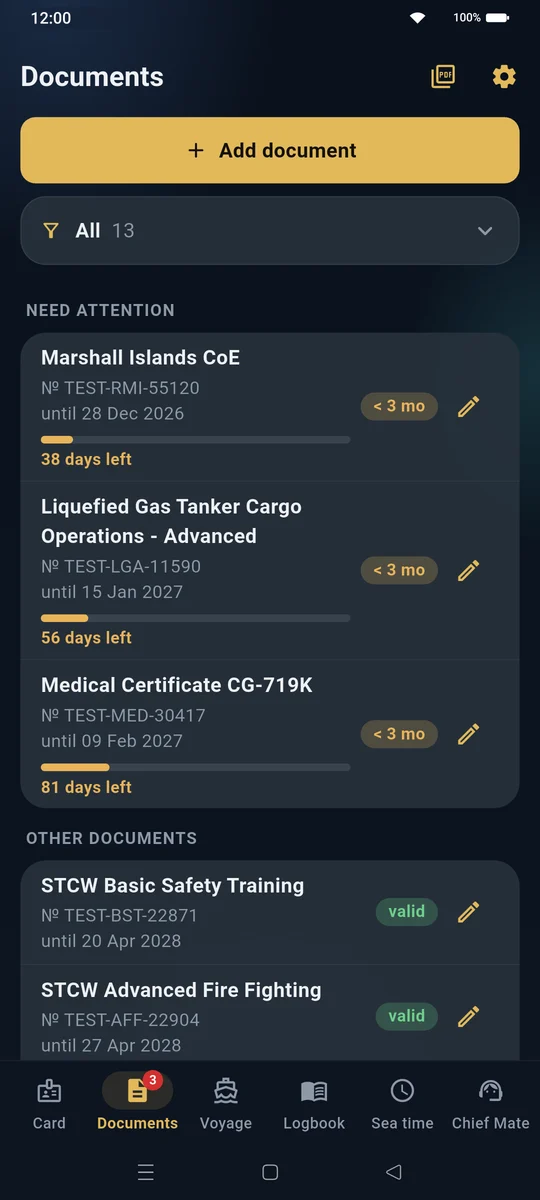 12:00
100%
Documents
PDF
+ Add document
All 13
NEED ATTENTION
Marshall Islands CoE
№ TEST-RMI-55120
until 28 Dec 2026
< 3 mo
38 days left
Liquefied Gas Tanker Cargo
Operations - Advanced
№ TEST-LGA-11590
until 15 Jan 2027
< 3 mo
56 days left
Medical Certificate CG-719K
№ TEST-MED-30417
until 09 Feb 2027
< 3 mo
81 days left
OTHER DOCUMENTS
STCW Basic Safety Training
№ TEST-BST-22871
until 20 Apr 2028
valid
STCW Advanced Fire Fighting
№ TEST-AFF-22904
until 27 Apr 2028
valid
3
Card Documents Voyage Logbook Sea time Chief Mate